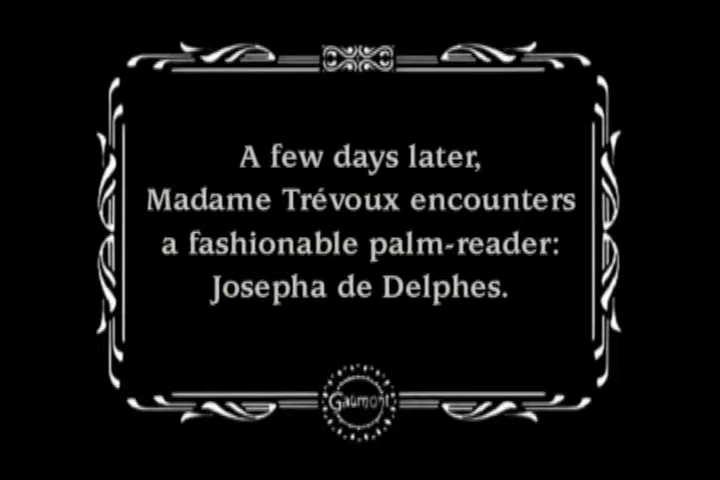 A few days later,
Madame Trévoux encounters
a fashionable palm-reader:
Josepha de Delphes.
Gaumont